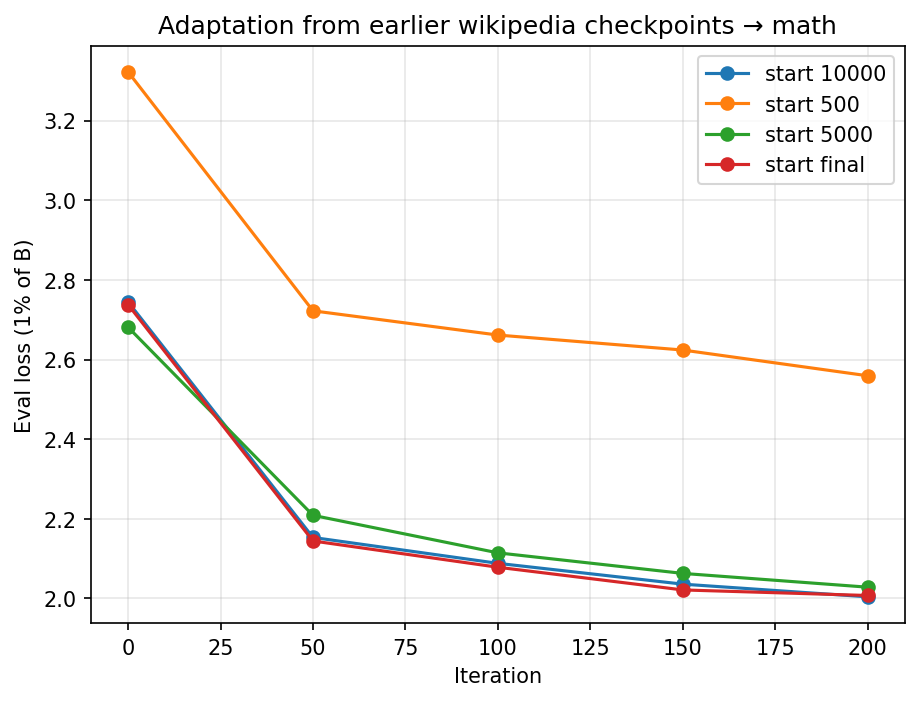 Adaptation from earlier wikipedia checkpoints → math
start 10000
start 500
start 5000
start final
Eval loss (1% of B)
3.2
3.0
2.8
2.6
2.4
2.2
2.0
0 25 50 75 100 125 150 175 200
Iteration